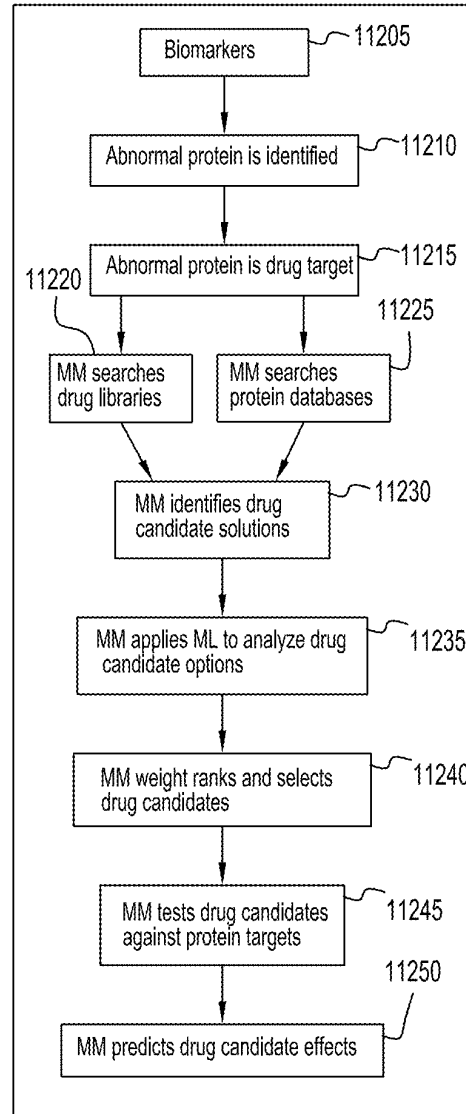 Biomarkers
11205
Abnormal protein is identified
11210
Abnormal protein is drug target
11215
11220
MM searches
drug libraries
11225
MM searches
protein databases
MM identifies drug
candidate solutions
11230
MM applies ML to analyze drug
candidate options
11235
MM weight ranks and selects
drug candidates
11240
MM tests drug candidates
against protein targets
11245
MM predicts drug candidate effects
11250